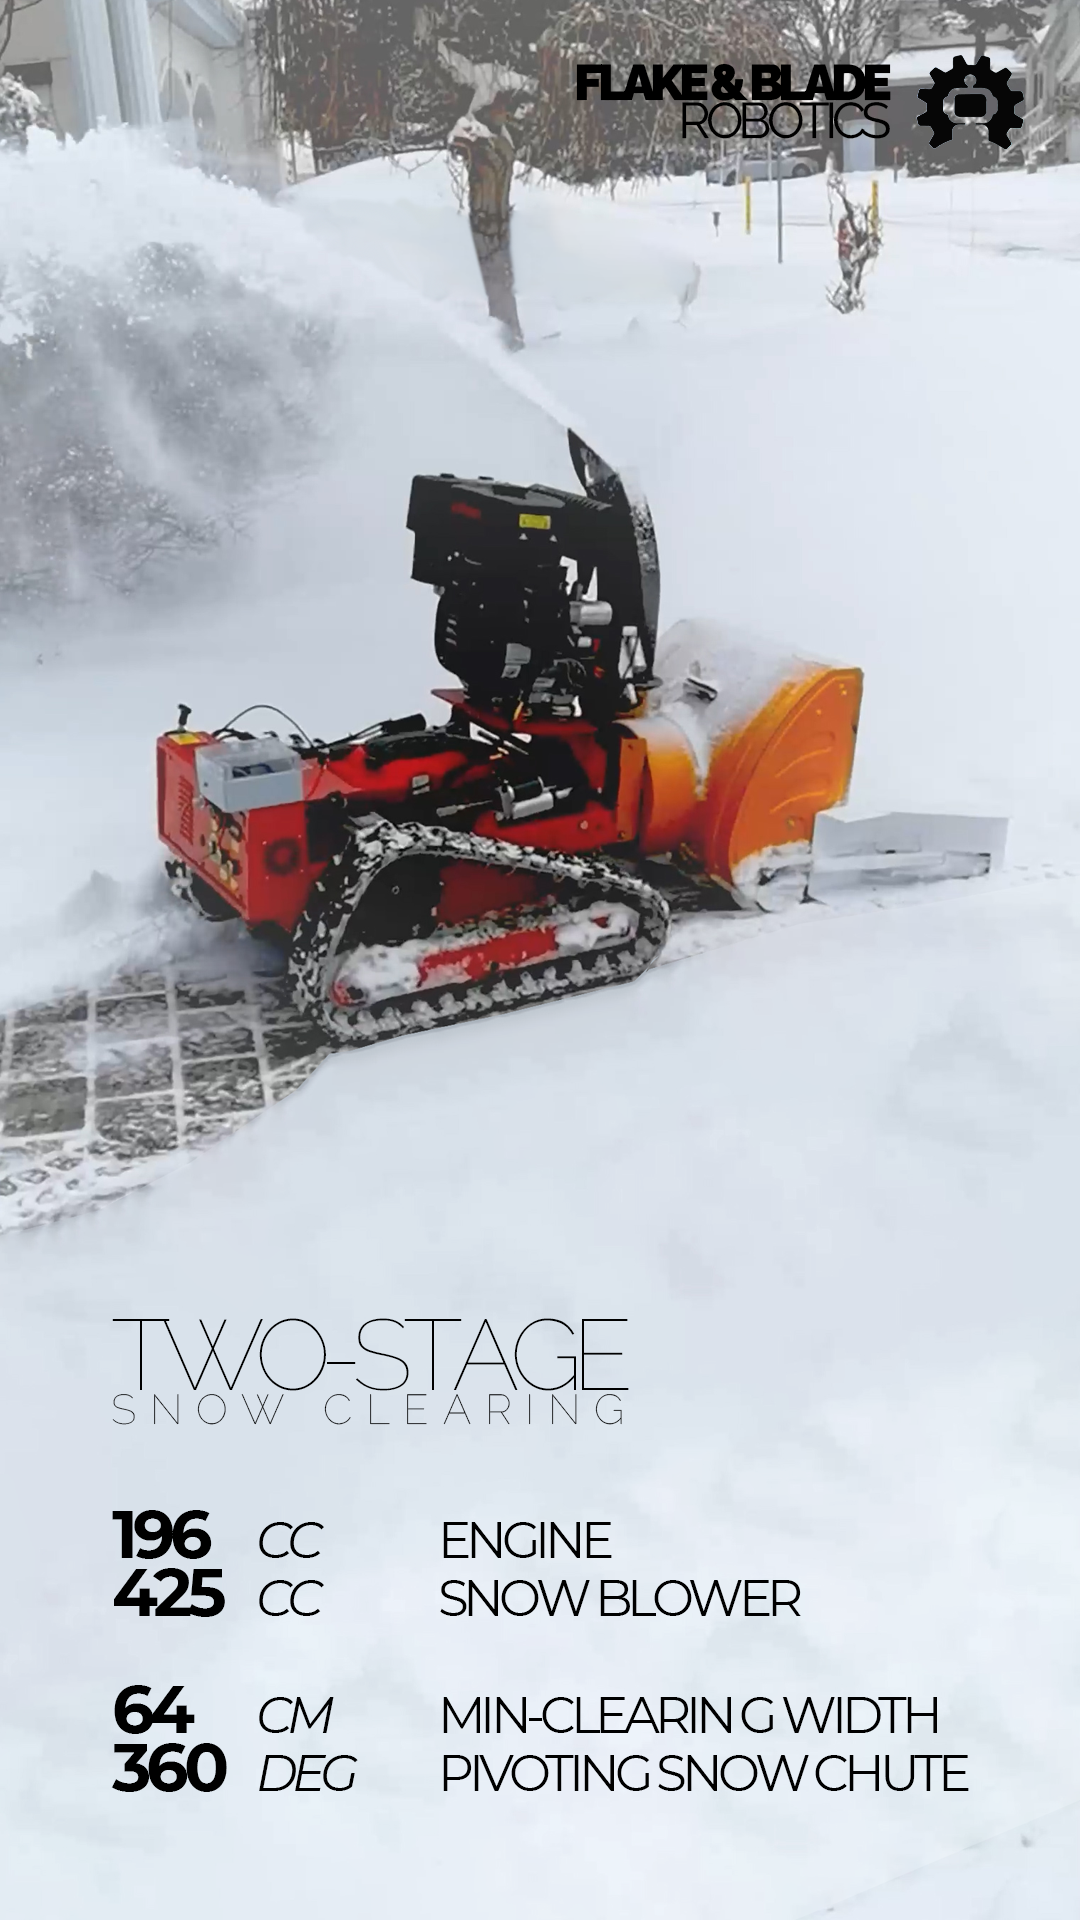 FLAKE & BLADE
ROBOTICS
TWO-STAGE
SNOW CLEARING
196 CC ENGINE
425 CC SNOW BLOWER
64 CM MIN-CLEARING WIDTH
360 DEG PIVOTING SNOW CHUTE